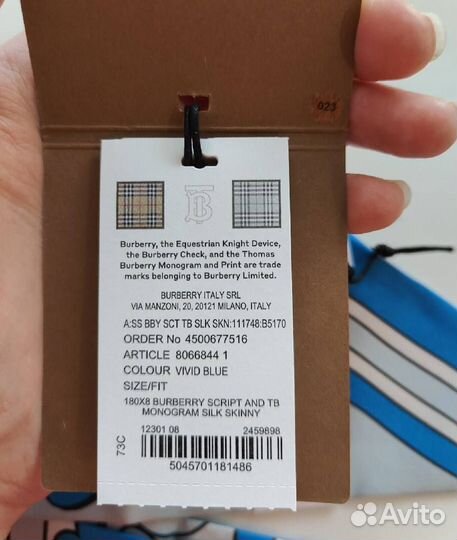 023
Burberry, the Equestrian Knight Device,
the Burberry Check, and the Thomas
Burberry Monogram and Print are trade
marks belonging to Burberry Limited.
BURBERRY ITALY SRL
VIA MANZONI, 20, 20121 MILANO, ITALY
A:SS BBY SCT TB SLK SKN:111748:B5170
ORDER No 4500677516
ARTICLE 8066844 1
COLOUR VIVID BLUE
SIZE/FIT
180X8 BURBERRY SCRIPT AND TB
MONOGRAM SILK SKINNY
73C
12301 08 2459898
5045701181486
Avito